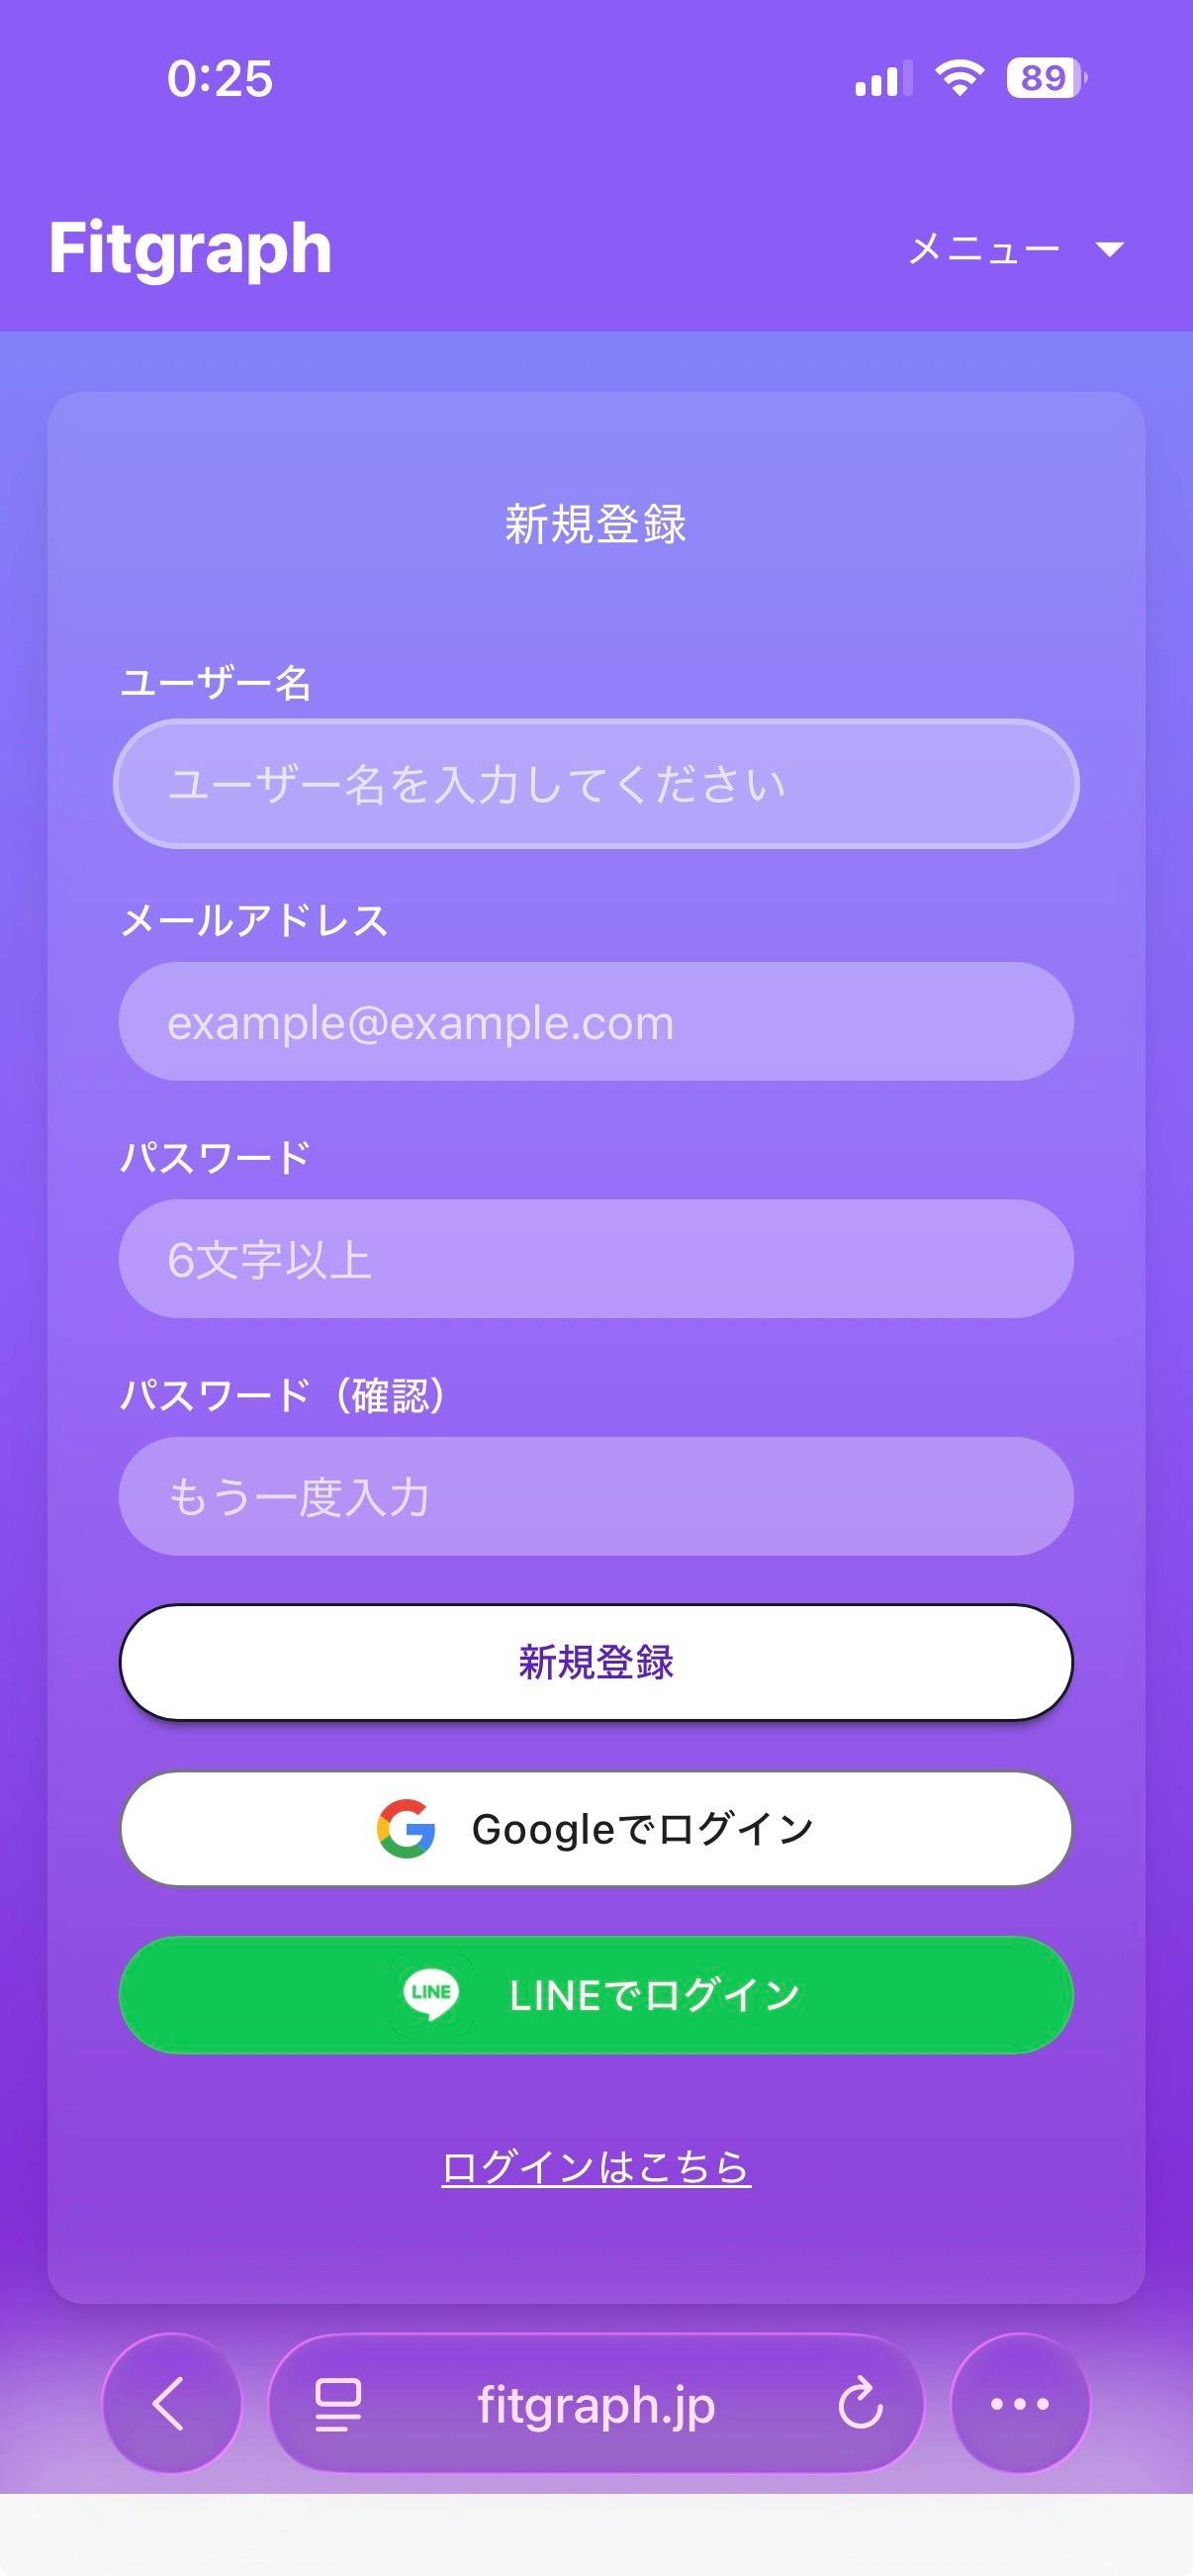 0:25
89
Fitgraph
メニュー
新規登録
ユーザー名
ユーザー名を入力してください
メールアドレス
example@example.com
パスワード
6文字以上
パスワード（確認）
もう一度入力
新規登録
Googleでログイン
LINE LINEでログイン
ログインはこちら
fitgraph.jp